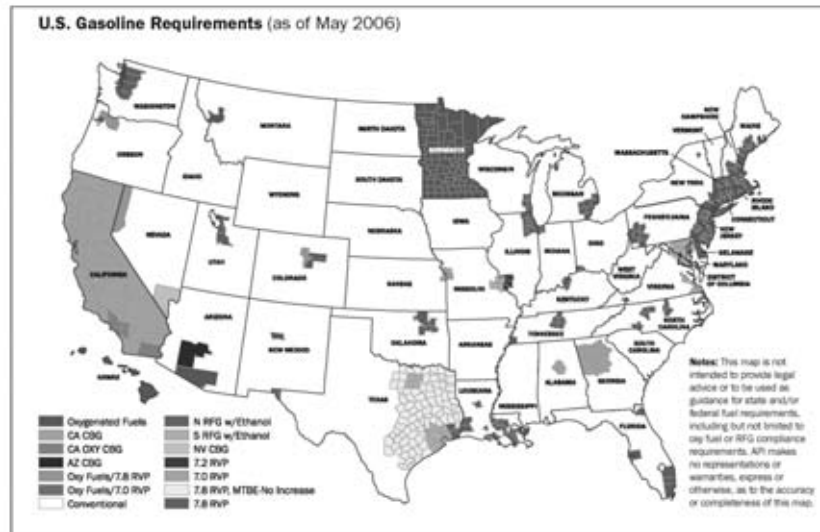 U.S. Gasoline Requirements (as of May 2006)
WASHINGTON
MONTANA
NORTH DAKOTA
OREGON
IDAHO
WYOMING
SOUTH DAKOTA
WISCONSIN
MICHIGAN
NEW HAMPSHIRE
VERMONT
MAINE
MASSACHUSETTS
NEW YORK
RHODE ISLAND
CONNECTICUT
NEW JERSEY
DELAWARE
MARYLAND
DISTRICT OF COLUMBIA
PENNSYLVANIA
NEVADA
UTAH
COLORADO
NEBRASKA
IOWA
ILLINOIS
INDIANA
OHIO
WEST VIRGINIA
VIRGINIA
CALIFORNIA
KANSAS
MISSOURI
KENTUCKY
ARIZONA
NEW MEXICO
OKLAHOMA
ARKANSAS
TENNESSEE
NORTH CAROLINA
SOUTH CAROLINA
HAWAII
TEXAS
LOUISIANA
MISSISSIPPI
ALABAMA
GEORGIA
FLORIDA
Oxygenated Fuels
CA CBG
CA OXY CBG
AZ CBG
Oxy Fuels/7.8 RVP
Oxy Fuels/7.0 RVP
Conventional
N RFG w/Ethanol
S RFG w/Ethanol
NV CBG
7.2 RVP
7.0 RVP
7.8 RVP, MTBE-No Increase
7.8 RVP
Notes: This map is not
intended to provide legal
advice or to be used as
guidance for state and/or
federal fuel requirements,
including but not limited to
oxy fuel or RFG compliance
requirements. API makes
no representations or
warranties, express or
otherwise, as to the accuracy
or completeness of this map.